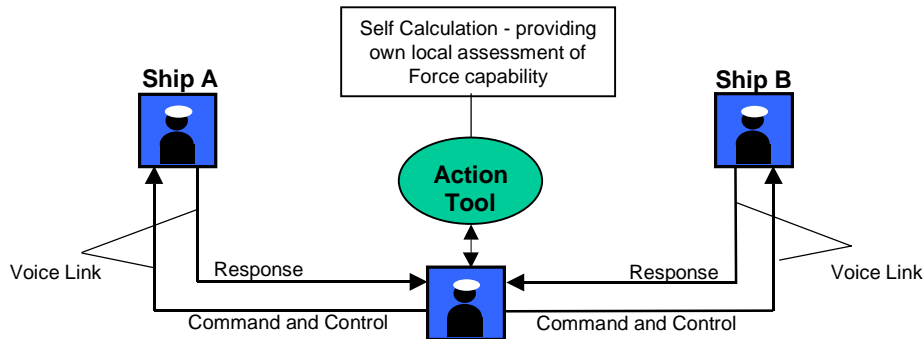 Self Calculation - providing
own local assessment of
Force capability
Ship A
Ship B
Action
Tool
Voice Link
Response
Response
Voice Link
Command and Control
Command and Control